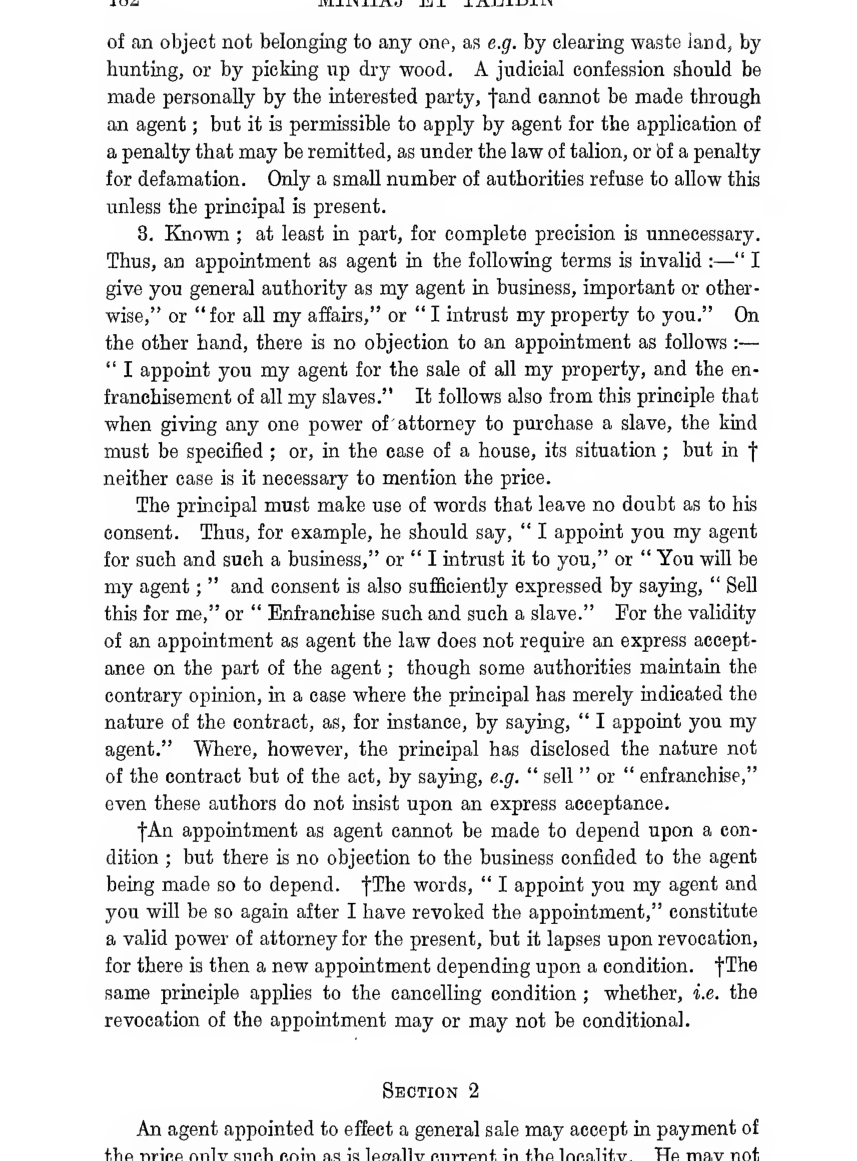 182 MINHAJ ET TALIBIN
of an object not belonging to any one, as e.g. by clearing waste land, by
hunting, or by picking up dry wood. A judicial confession should be
made personally by the interested party, †and cannot be made through
an agent ; but it is permissible to apply by agent for the application of
a penalty that may be remitted, as under the law of talion, or of a penalty
for defamation. Only a small number of authorities refuse to allow this
unless the principal is present.
3. Known ; at least in part, for complete precision is unnecessary.
Thus, an appointment as agent in the following terms is invalid :—“ I
give you general authority as my agent in business, important or other-
wise,” or “ for all my affairs,” or “ I intrust my property to you.” On
the other hand, there is no objection to an appointment as follows :—
“ I appoint you my agent for the sale of all my property, and the en-
franchisement of all my slaves.” It follows also from this principle that
when giving any one power of attorney to purchase a slave, the kind
must be specified ; or, in the case of a house, its situation ; but in †
neither case is it necessary to mention the price.
The principal must make use of words that leave no doubt as to his
consent. Thus, for example, he should say, “ I appoint you my agent
for such and such a business,” or “ I intrust it to you,” or “ You will be
my agent ; ” and consent is also sufficiently expressed by saying, “ Sell
this for me,” or “ Enfranchise such and such a slave.” For the validity
of an appointment as agent the law does not require an express accept-
ance on the part of the agent ; though some authorities maintain the
contrary opinion, in a case where the principal has merely indicated the
nature of the contract, as, for instance, by saying, “ I appoint you my
agent.” Where, however, the principal has disclosed the nature not
of the contract but of the act, by saying, e.g. “ sell ” or “ enfranchise,”
even these authors do not insist upon an express acceptance.
†An appointment as agent cannot be made to depend upon a con-
dition ; but there is no objection to the business confided to the agent
being made so to depend. †The words, “ I appoint you my agent and
you will be so again after I have revoked the appointment,” constitute
a valid power of attorney for the present, but it lapses upon revocation,
for there is then a new appointment depending upon a condition. †The
same principle applies to the cancelling condition ; whether, i.e. the
revocation of the appointment may or may not be conditional.
SECTION 2
An agent appointed to effect a general sale may accept in payment of
the price only such coin as is legally current in the locality. He may not